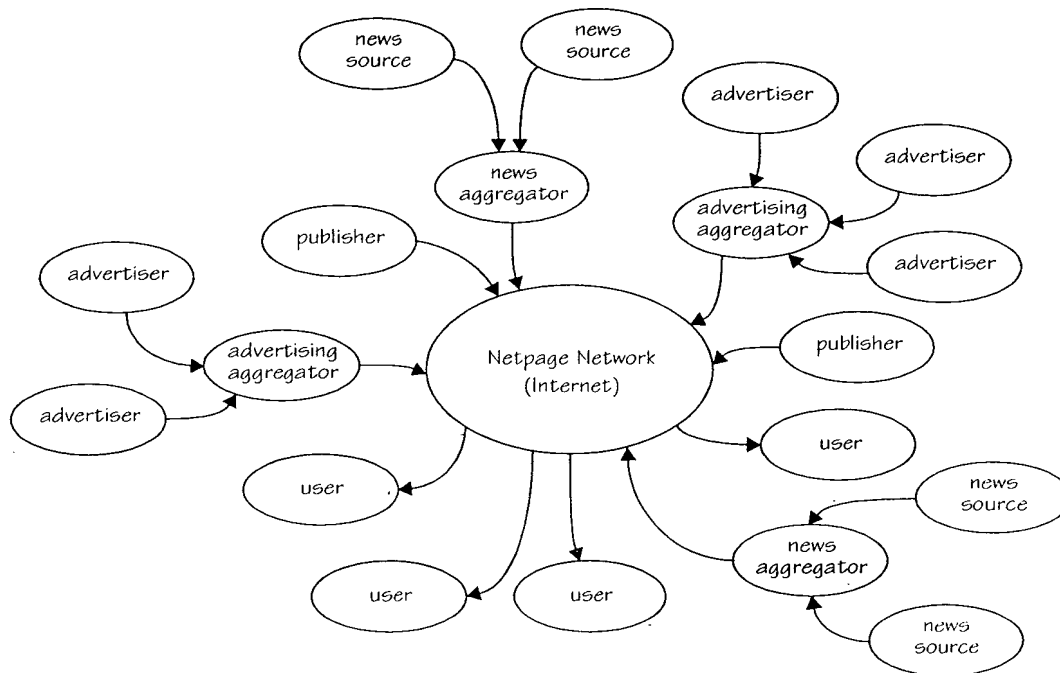 news
source
news
source
advertiser
advertiser
news
aggregator
advertising
aggregator
publisher
advertiser
advertiser
publisher
Netpage Network
(Internet)
advertising
aggregator
advertiser
user
user
news
source
news
aggregator
user
user
news
source